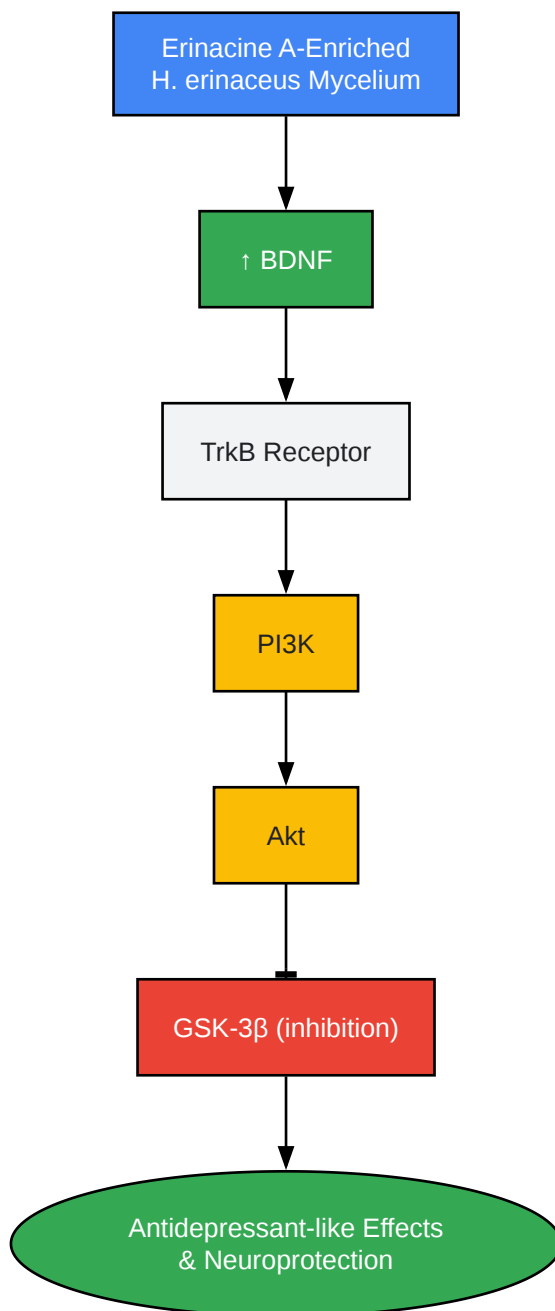 Erinacine A-Enriched
H. erinaceus Mycelium
↑ BDNF
TrkB Receptor
PI3K
Akt
GSK-3β (inhibition)
Antidepressant-like Effects
& Neuroprotection